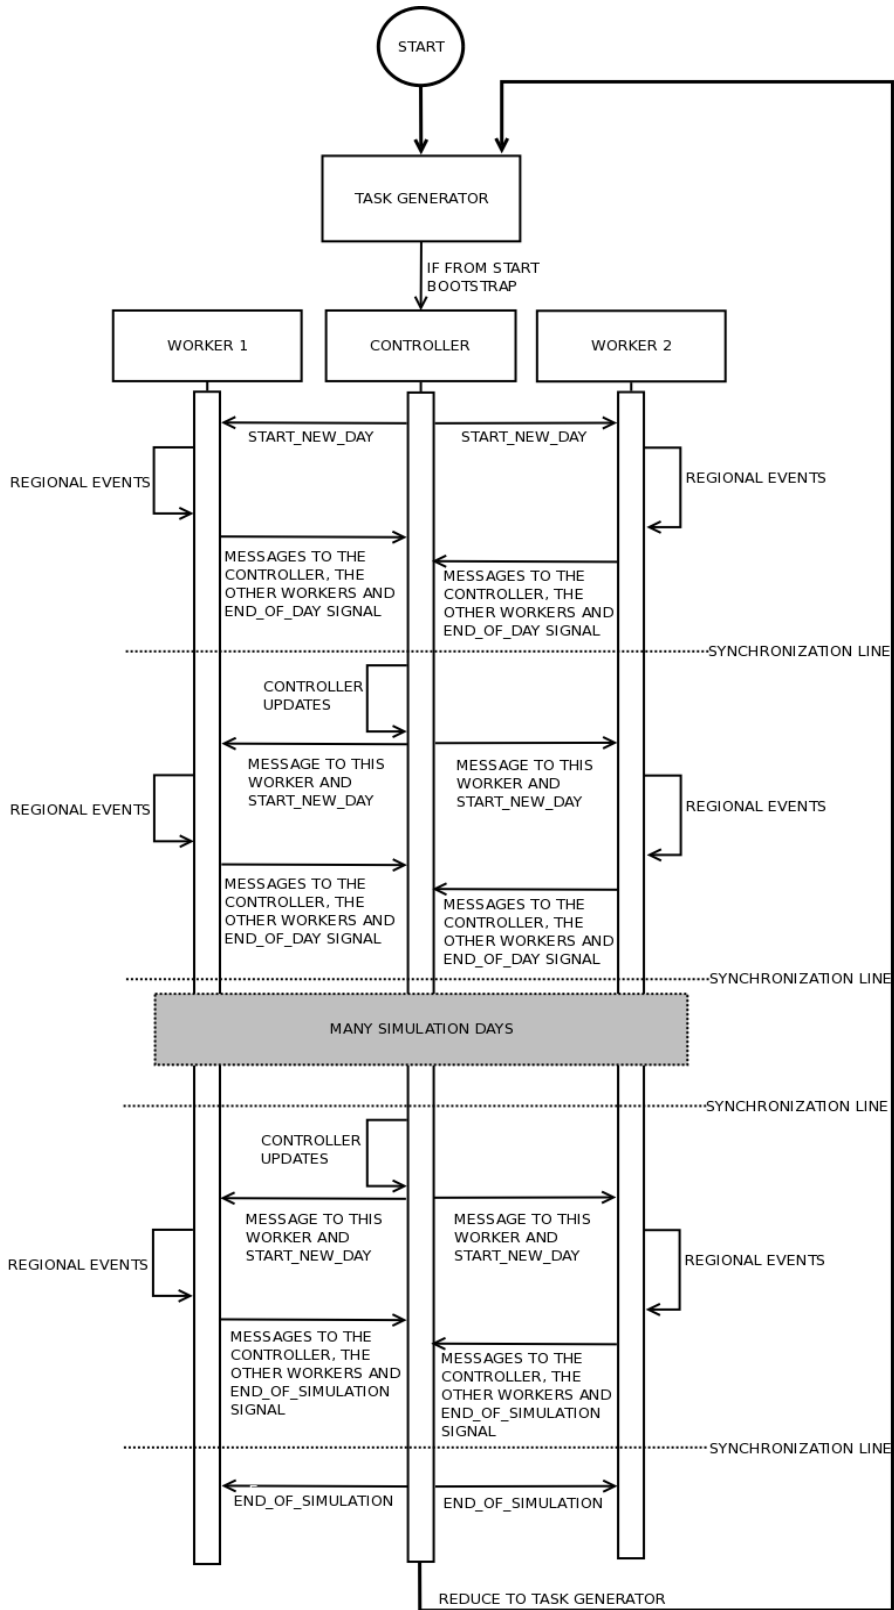 START
TASK GENERATOR
IF FROM START
BOOTSTRAP
WORKER 1
CONTROLLER
WORKER 2
START_NEW_DAY
START_NEW_DAY
REGIONAL EVENTS
REGIONAL EVENTS
MESSAGES TO THE
CONTROLLER, THE
OTHER WORKERS AND
END_OF_DAY SIGNAL
MESSAGES TO THE
CONTROLLER, THE
OTHER WORKERS AND
END_OF_DAY SIGNAL
SYNCHRONIZATION LINE
CONTROLLER
UPDATES
MESSAGE TO THIS
WORKER AND
START_NEW_DAY
MESSAGE TO THIS
WORKER AND
START_NEW_DAY
REGIONAL EVENTS
REGIONAL EVENTS
MESSAGES TO THE
CONTROLLER, THE
OTHER WORKERS AND
END_OF_DAY SIGNAL
MESSAGES TO THE
CONTROLLER, THE
OTHER WORKERS AND
END_OF_DAY SIGNAL
SYNCHRONIZATION LINE
MANY SIMULATION DAYS
SYNCHRONIZATION LINE
CONTROLLER
UPDATES
MESSAGE TO THIS
WORKER AND
START_NEW_DAY
MESSAGE TO THIS
WORKER AND
START_NEW_DAY
REGIONAL EVENTS
REGIONAL EVENTS
MESSAGES TO THE
CONTROLLER, THE
OTHER WORKERS AND
END_OF_SIMULATION
SIGNAL
MESSAGES TO THE
CONTROLLER, THE
OTHER WORKERS AND
END_OF_SIMULATION
SIGNAL
SYNCHRONIZATION LINE
END_OF_SIMULATION
END_OF_SIMULATION
REDUCE TO TASK GENERATOR